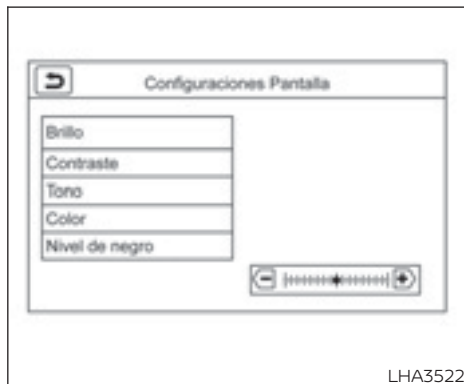 Configuraciones Pantalla
Brillo
Contraste
Tono
Color
Nivel de negro
LHA3522